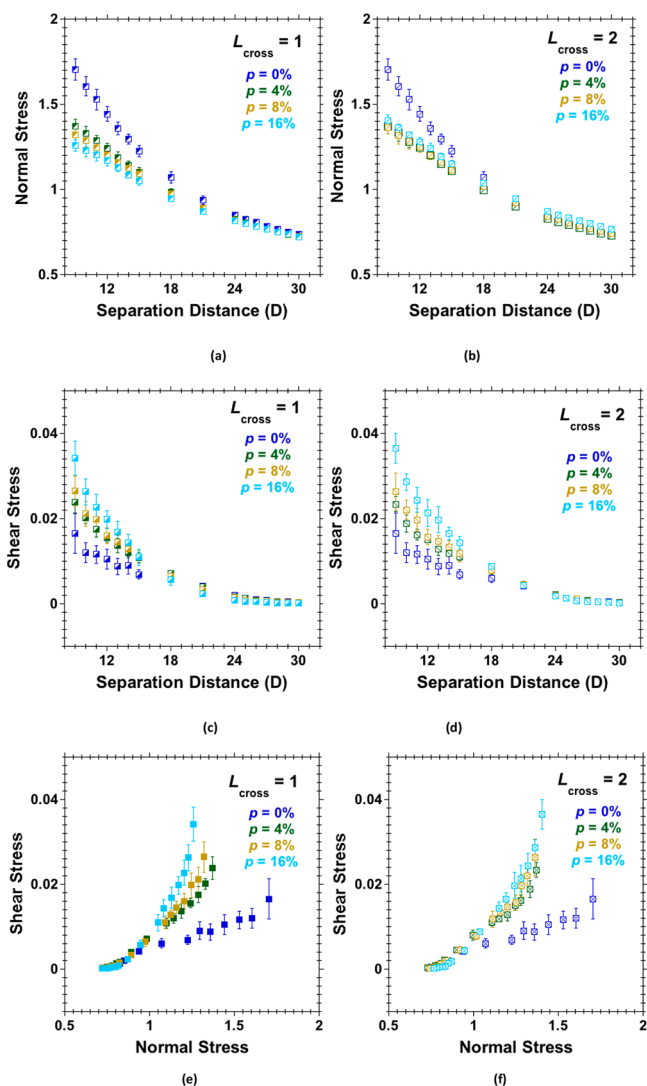 2
1.5
1
0.5
Normal Stress
L cross = 1
p = 0%
p = 4%
p = 8%
p = 16%
12 18 24 30
Separation Distance (D)
(a)
2
1.5
1
0.5
Normal Stress
L cross = 2
p = 0%
p = 4%
p = 8%
p = 16%
12 18 24 30
Separation Distance (D)
(b)
0.04
0.02
0
Shear Stress
L cross = 1
p = 0%
p = 4%
p = 8%
p = 16%
12 18 24 30
Separation Distance (D)
(c)
0.04
0.02
0
Shear Stress
L cross = 2
p = 0%
p = 4%
p = 8%
p = 16%
12 18 24 30
Separation Distance (D)
(d)
0.04
0.02
0
Shear Stress
L cross = 1
p = 0%
p = 4%
p = 8%
p = 16%
0.5 1 1.5 2
Normal Stress
(e)
0.04
0.02
0
Shear Stress
L cross = 2
p = 0%
p = 4%
p = 8%
p = 16%
0.5 1 1.5 2
Normal Stress
(f)